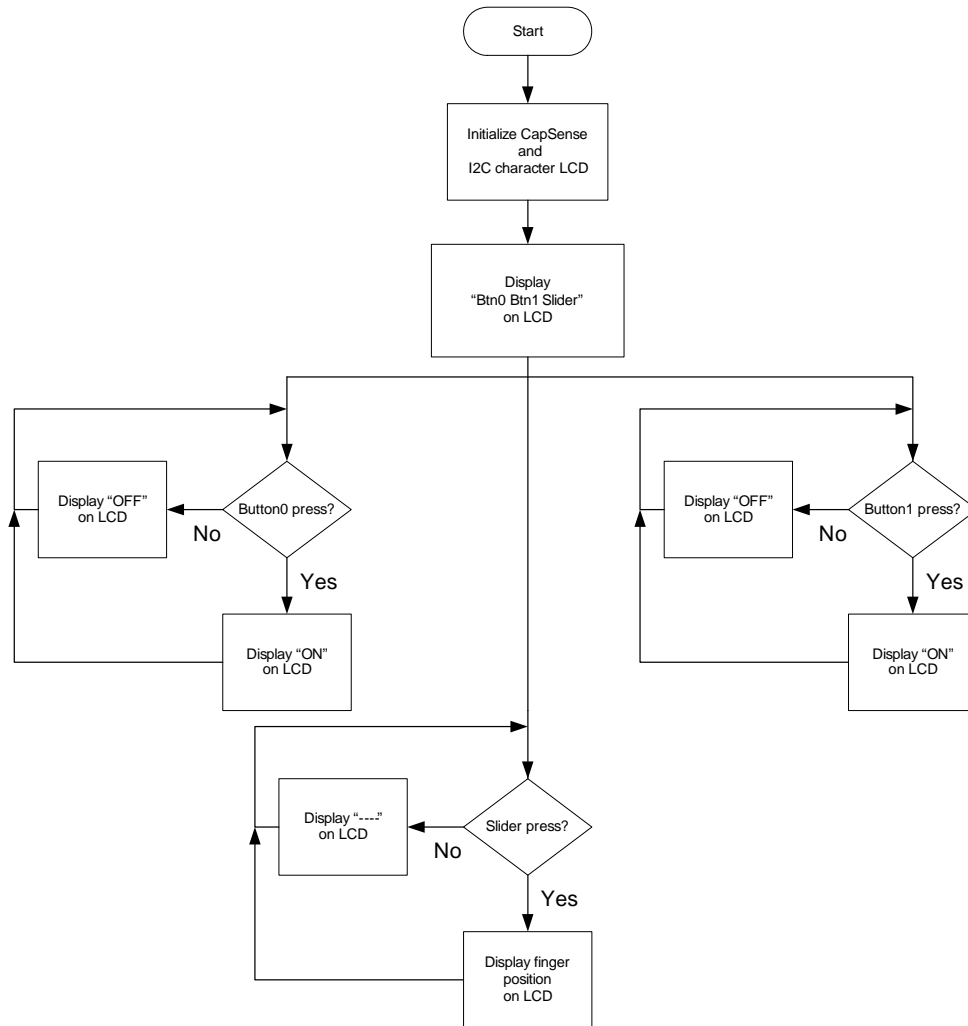 Start
Initialize CapSense
and
I2C character LCD
Display
“Btn0 Btn1 Slider”
on LCD
Display “OFF”
on LCD
Button0 press?
No
Yes
Display “ON”
on LCD
Display “OFF”
on LCD
Button1 press?
No
Yes
Display “ON”
on LCD
Display “----”
on LCD
Slider press?
No
Yes
Display finger
position
on LCD